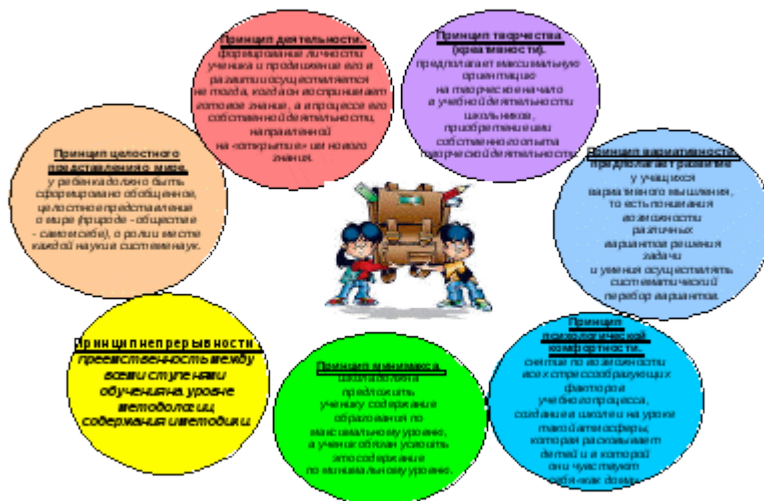 Принцип деятельности.
формирование личности
ученика и продвижение его в
развитии осуществляется
не тогда, когда он воспринимает
готовое знание, а в процессе его
собственной деятельности,
направленной
на «открытие» им нового
знания.
Принцип творчества
(креативности).
предполагает максимальную
ориентацию
на творческое начало
в учебной деятельности
школьников,
приобретение ими
собственного опыта
творческой деятельности.
Принцип целостного
представления о мире.
у ребенка должно быть
сформировано обобщенное,
целостное представление
о мире (природе - обществе
- самом себе), о роли и месте
каждой науки в системе наук.
Принцип вариативности.
предполагает развитие
у учащихся
вариативного мышления,
то есть понимания
возможности
различных
вариантов решения
задачи
и умения осуществлять
систематический
перебор вариантов.
Принцип непрерывности
преемственность между
всеми ступенями
обучения на уровне
методологии,
содержания и методики.
Принцип минимакса.
школа должна
предложить
ученику содержание
образования по
максимальному уровню,
а ученик обязан усвоить
это содержание
по минимальному уровню.
Принцип
психологической
комфортности.
снятие по возможности
всех стрессобразующих
факторов
учебного процесса,
создание в школе и на уроке
такой атмосферы,
которая расковывает
детей и в которой
они чувствуют
себя «как дома».